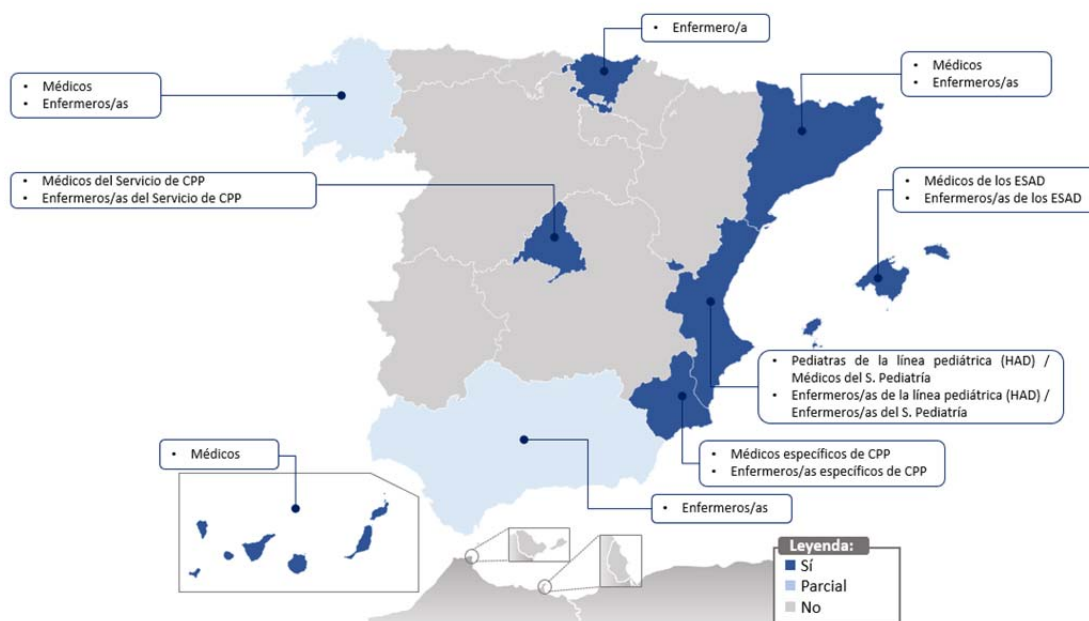 • Enfermero/a
• Médicos
• Enfermeros/as
• Médicos
• Enfermeros/as
• Médicos del Servicio de CPP
• Enfermeros/as del Servicio de CPP
• Médicos de los ESAD
• Enfermeros/as de los ESAD
• Pediatras de la línea pediátrica (HAD) /
Médicos del S. Pediatría
• Enfermeros/as de la línea pediátrica (HAD) /
Enfermeros/as del S. Pediatría
• Médicos
• Médicos específicos de CPP
• Enfermeros/as específicos de CPP
• Enfermeros/as
Leyenda:
Sí
Parcial
No